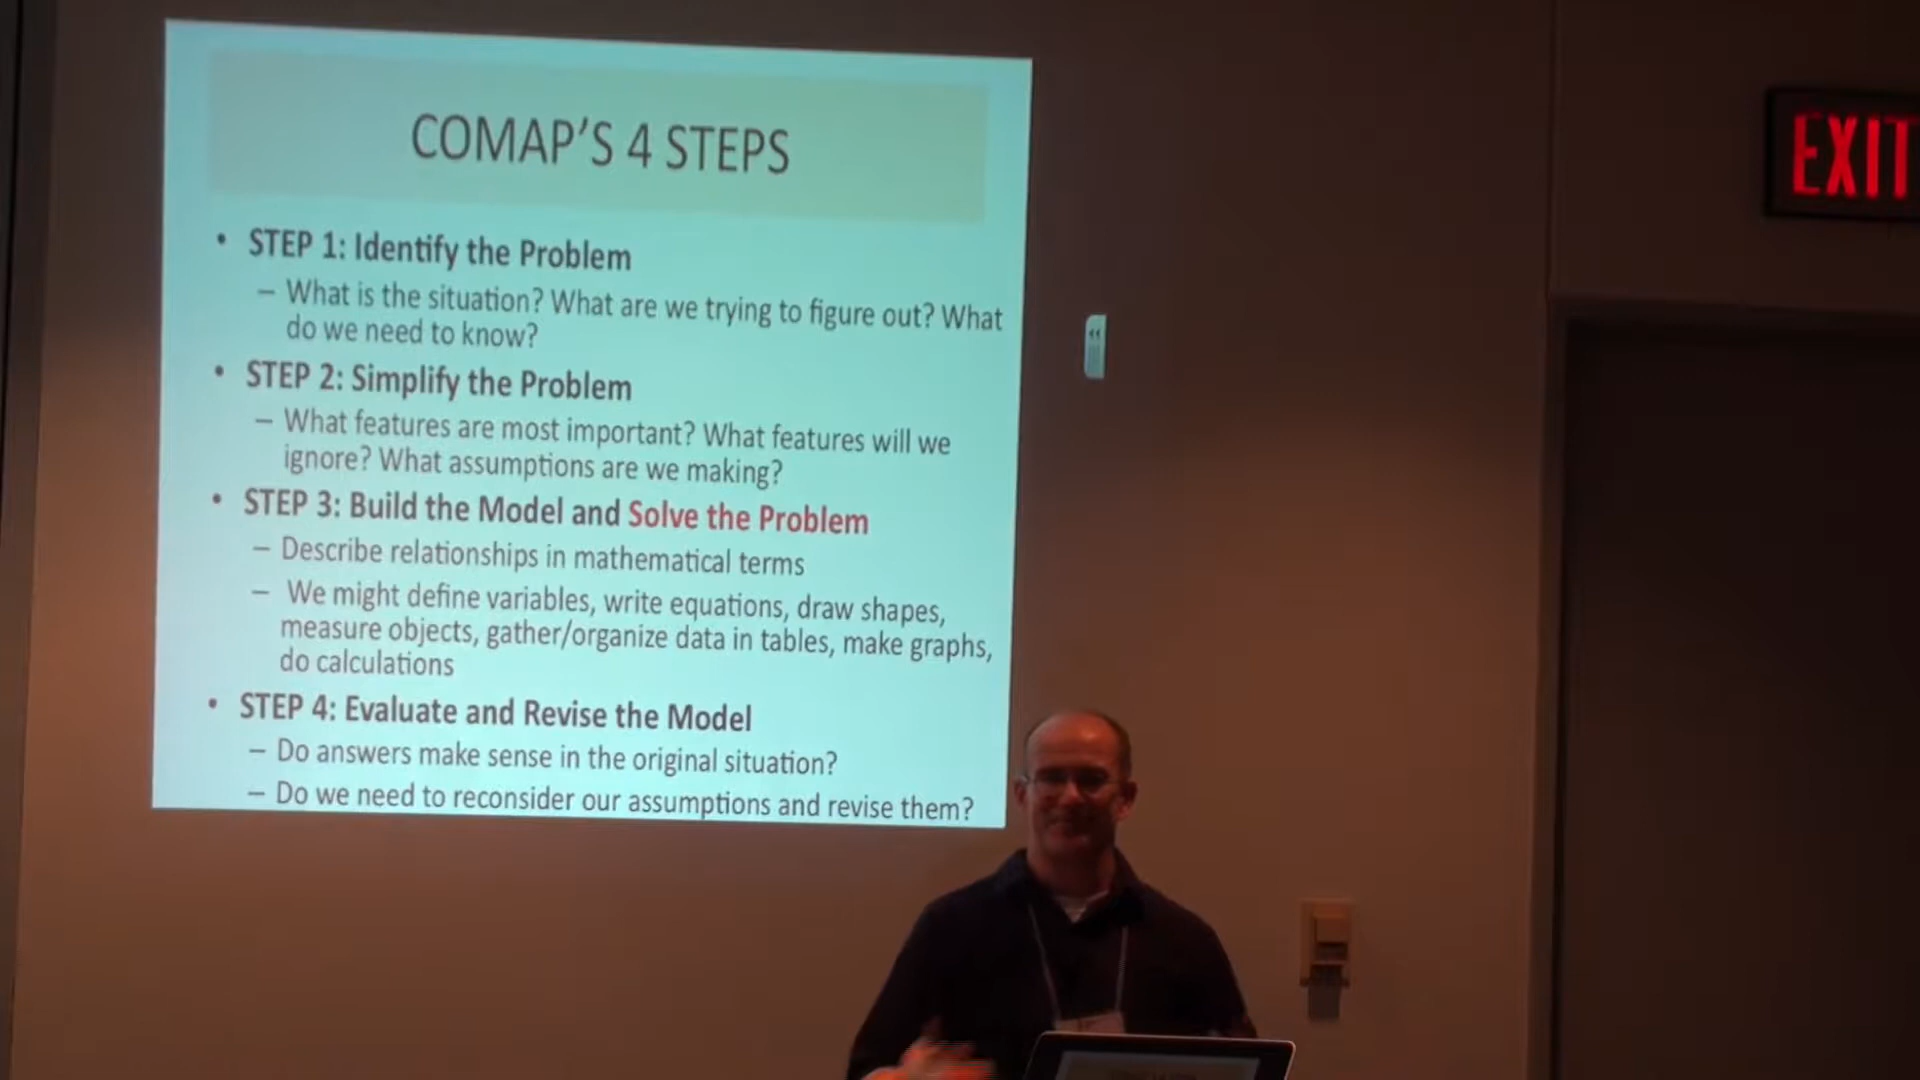 COMAP'S 4 STEPS
• STEP 1: Identify the Problem
– What is the situation? What are we trying to figure out? What
do we need to know?
• STEP 2: Simplify the Problem
– What features are most important? What features will we
ignore? What assumptions are we making?
• STEP 3: Build the Model and Solve the Problem
– Describe relationships in mathematical terms
– We might define variables, write equations, draw shapes,
measure objects, gather/organize data in tables, make graphs,
do calculations
• STEP 4: Evaluate and Revise the Model
– Do answers make sense in the original situation?
– Do we need to reconsider our assumptions and revise them?
EXIT